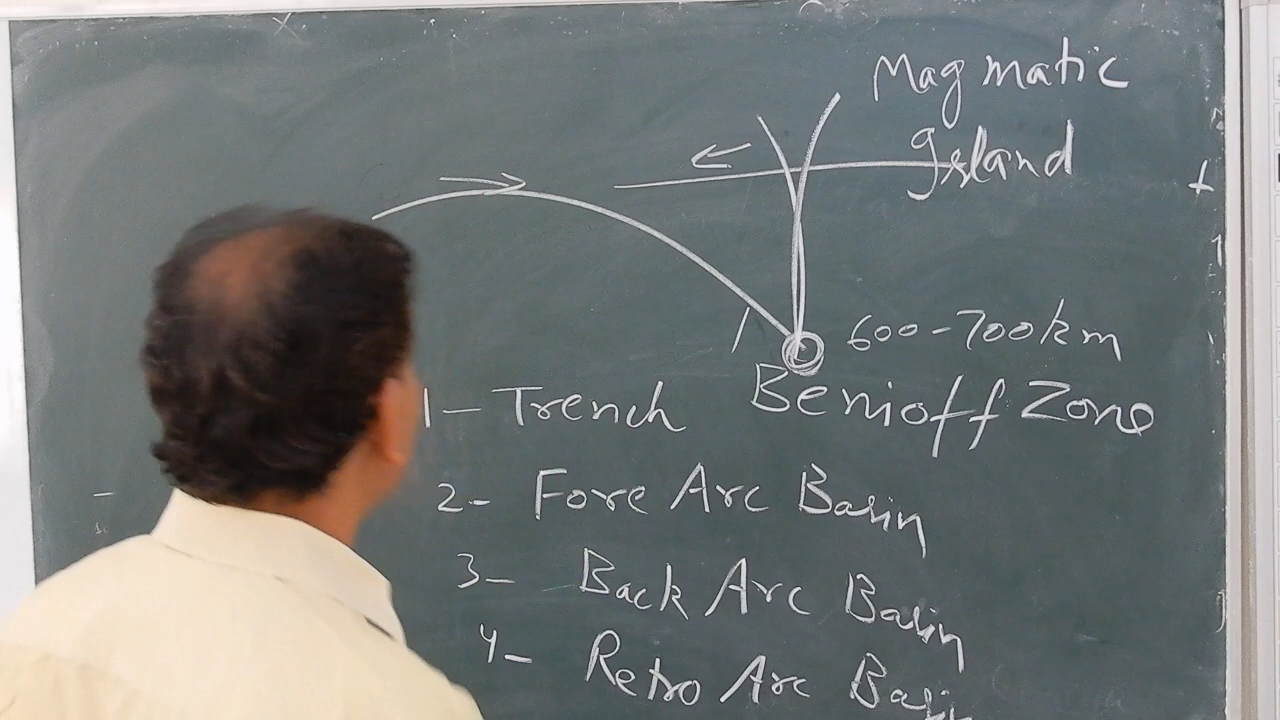 Magmatic
Island
600-700km
Benioff Zone
1- Trench
2- Fore Arc Basin
3- Back Arc Basin
4- Retro Arc Basin